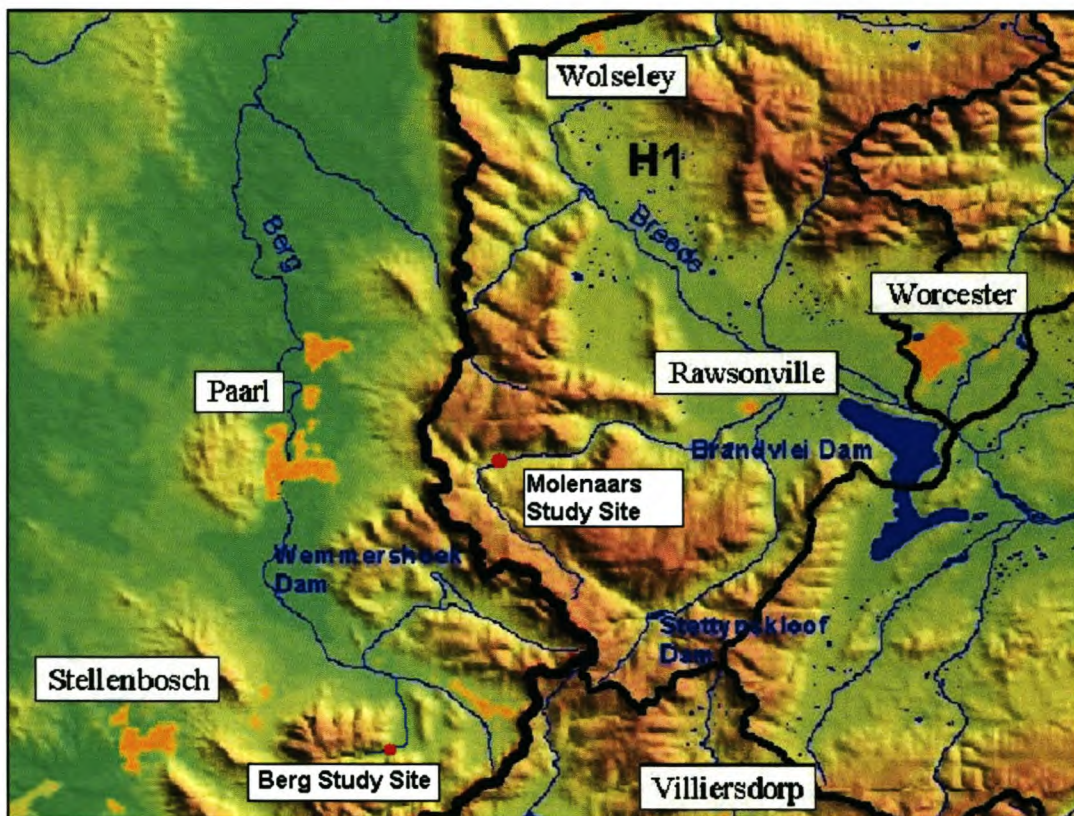 Wolseley
H1
Berg
Breede
Worcester
Rawsonville
Paarl
Brandvlei Dam
Molenaars
Study Site
Wemmershoek
Dam
Stettynskloof
Dam
Stellenbosch
Berg Study Site
Villiersdorp